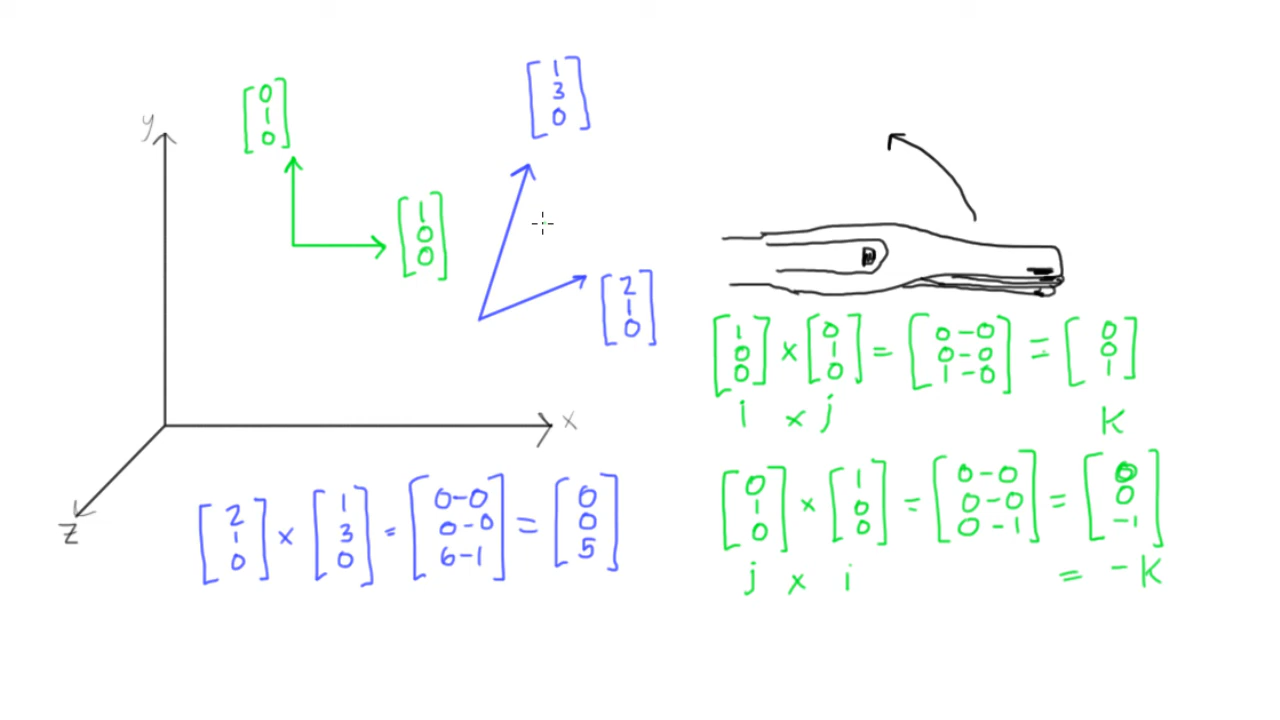 y
[0 1 0]
[1 0 0]
[1 3 0]
[2 1 0]
x
z
[2 1 0] × [1 3 0] = [0-0 0-0 6-1] = [0 0 5]
[1 0 0] × [0 1 0] = [0-0 0-0 1-0] = [0 0 1]
i × j K
[0 1 0] × [1 0 0] = [0-0 0-0 0-1] = [0 0 -1]
j × i = -K